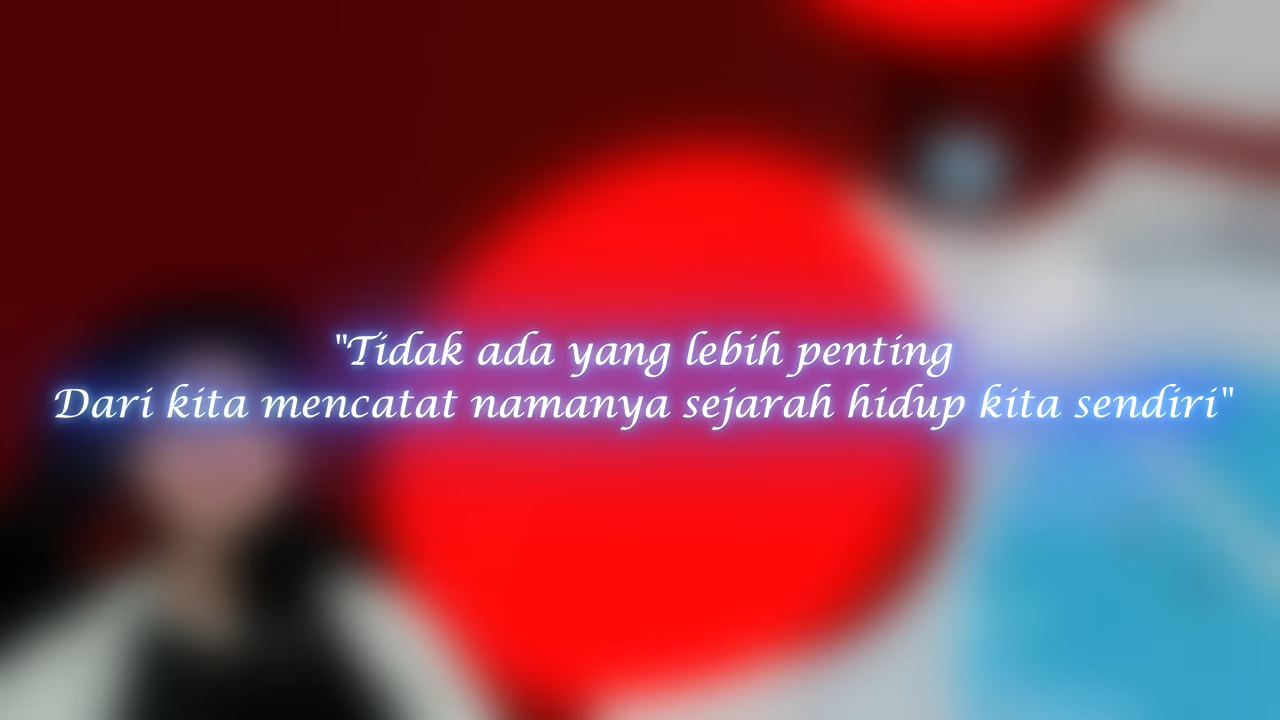 "Tidak ada yang lebih penting
Dari kita mencatat namanya sejarah hidup kita sendiri"